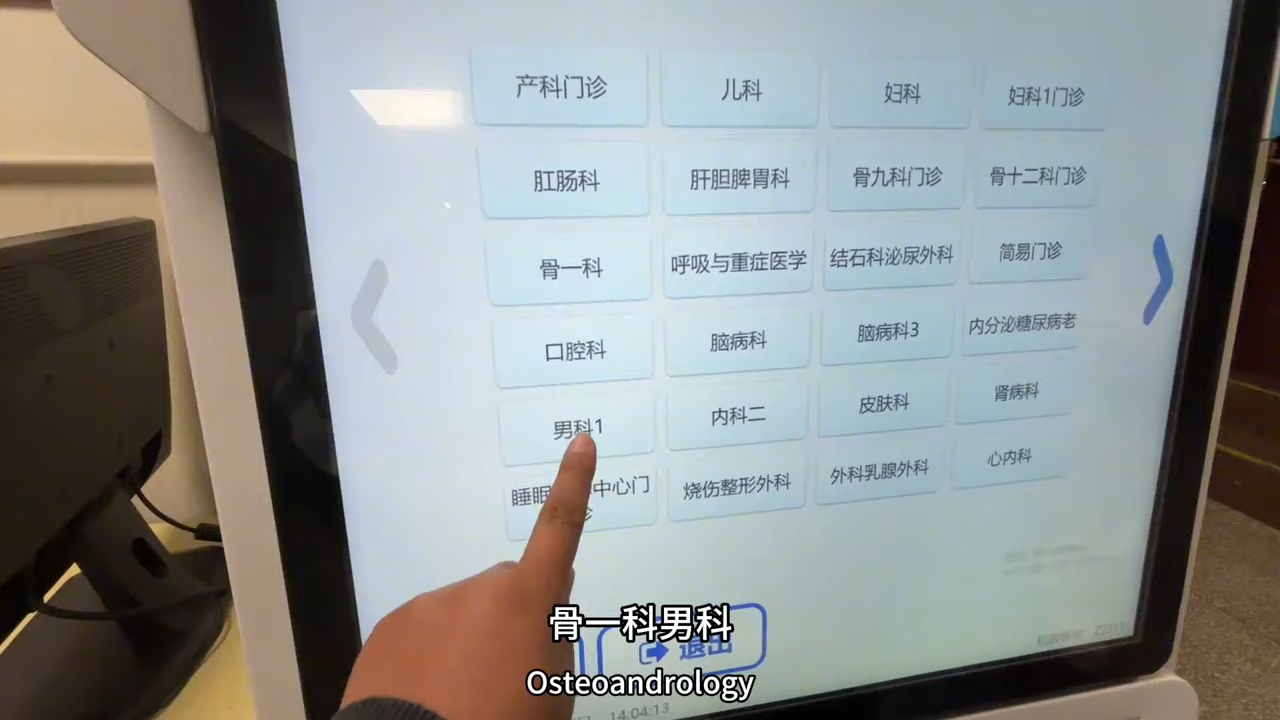 产科门诊
儿科
妇科
妇科1门诊
肛肠科
肝胆脾胃科
骨九科门诊
骨十二科门诊
骨一科
呼吸与重症医学
结石科泌尿外科
简易门诊
口腔科
脑病科
脑病科3
内分泌糖尿病老
男科1
内科二
皮肤科
肾病科
睡眠
中心门
诊
烧伤整形外科
外科乳腺外科
心内科
骨一科男科
退出
Osteoandrology
14:04:13